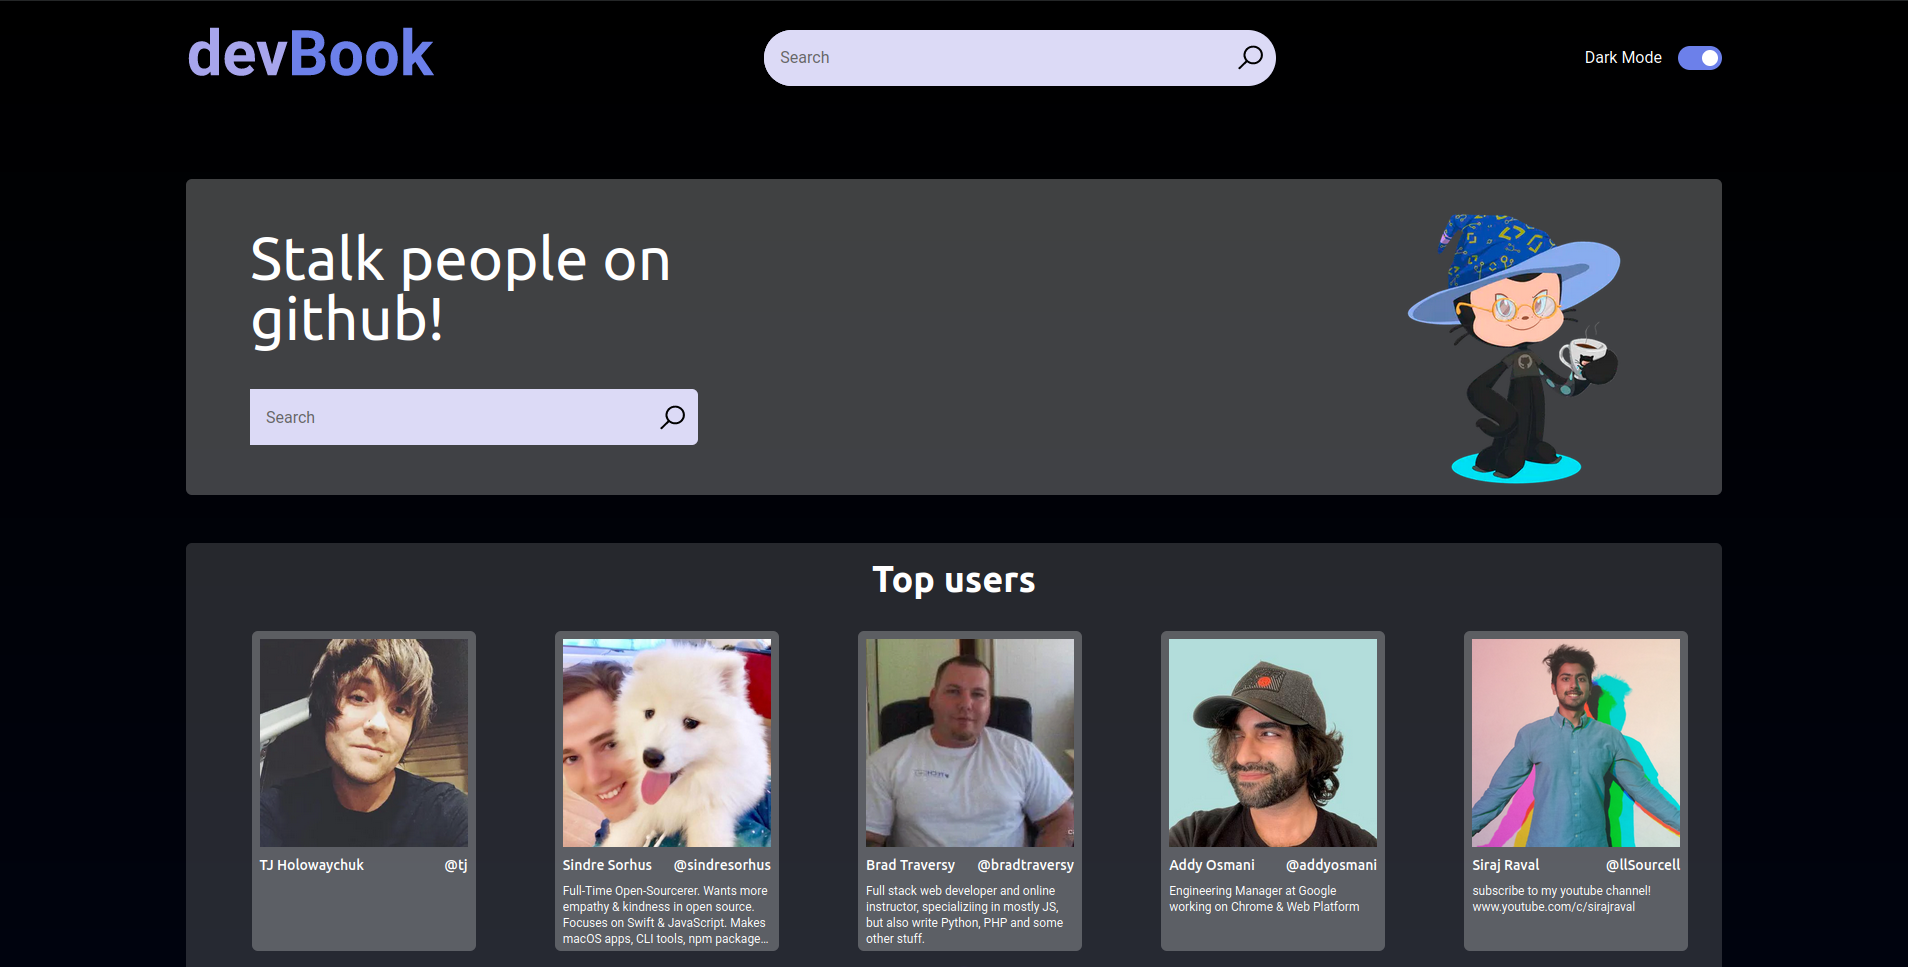 devBook
Search
Dark Mode
Stalk people on
github!
Search
Top users
TJ Holowaychuk @tj
Sindre Sorhus @sindresorhus
Full-Time Open-Sourcerer. Wants more
empathy & kindness in open source.
Focuses on Swift & JavaScript. Makes
macOS apps, CLI tools, npm package...
Brad Traversy @bradtraversy
Full stack web developer and online
instructor, specializiing in mostly JS,
but also write Python, PHP and some
other stuff.
Addy Osmani @addyosmani
Engineering Manager at Google
working on Chrome & Web Platform
Siraj Raval @llSourcell
subscribe to my youtube channel!
www.youtube.com/c/sirajraval